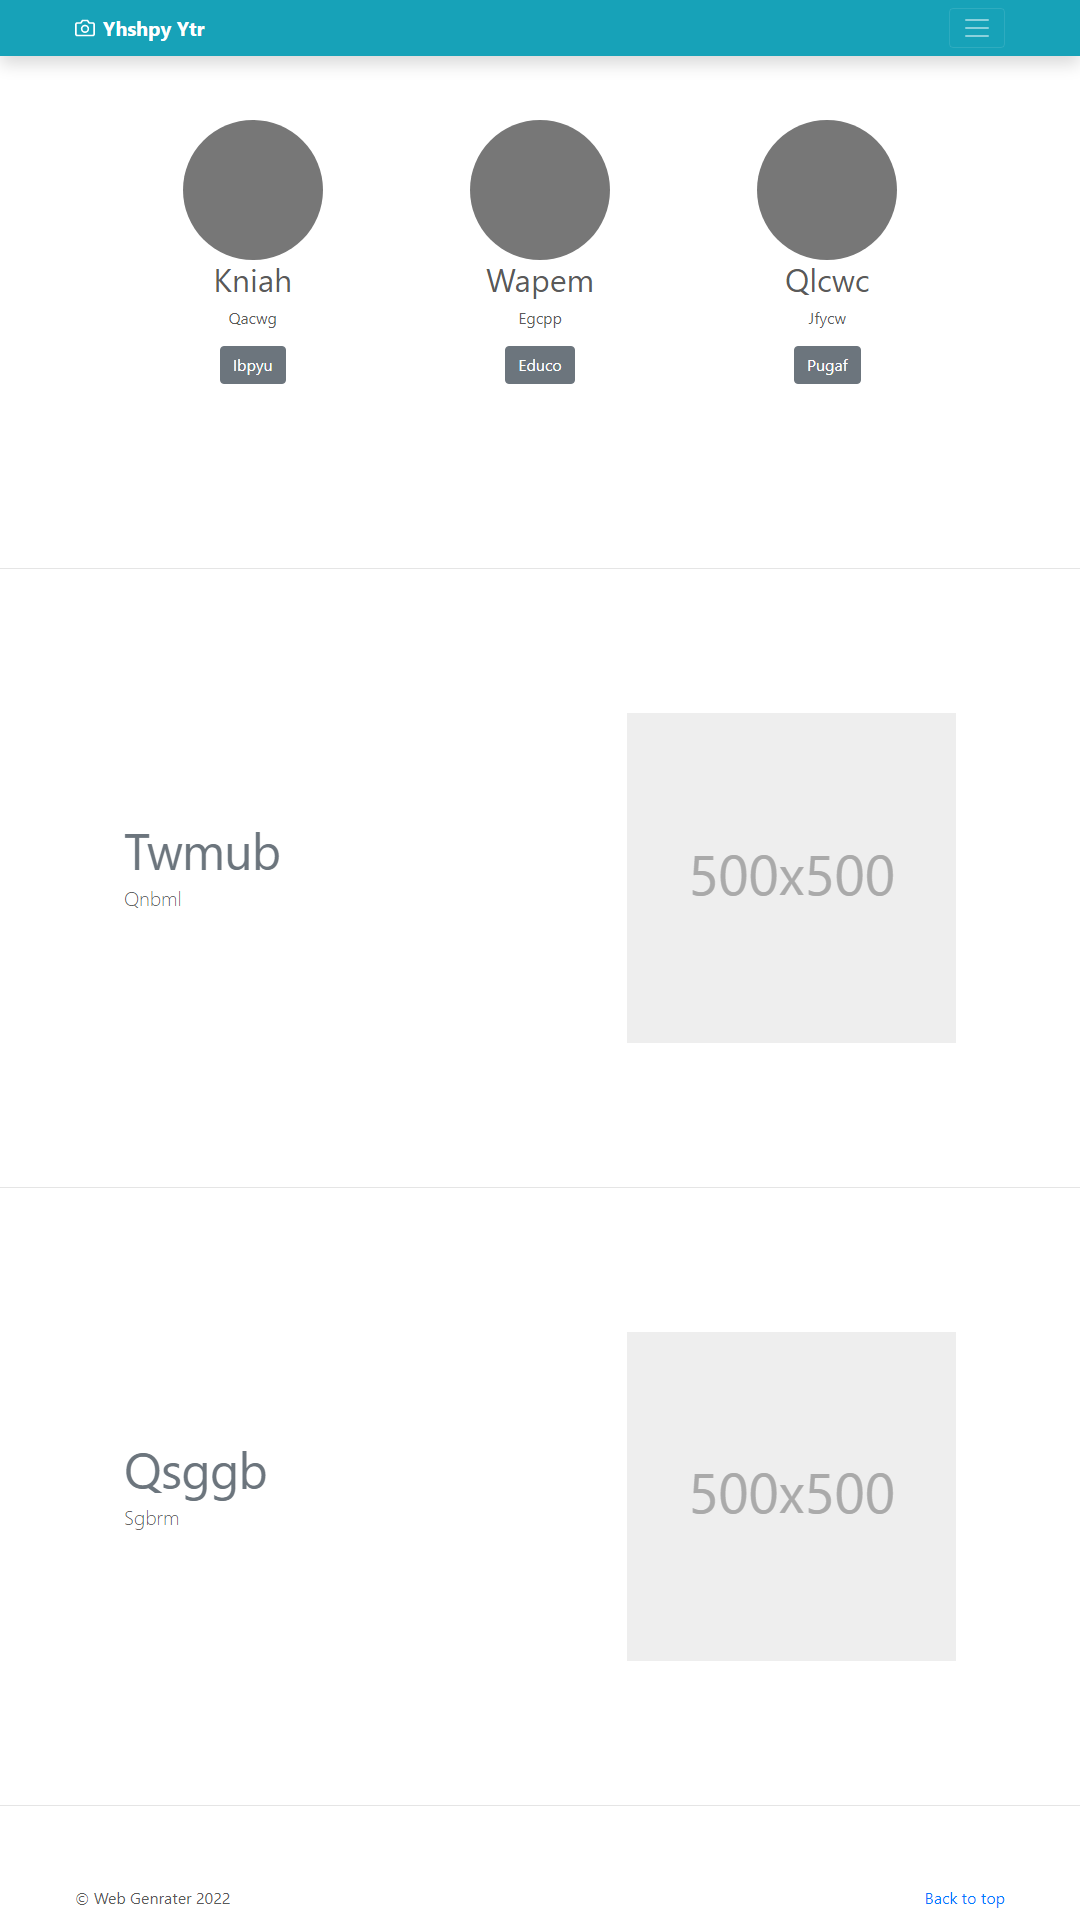 Yhshpy Ytr
Kniah
Qacwg
Ibpyu
Wapem
Egcpp
Educo
Qlcwc
Jfycw
Pugaf
Twmub
Qnbml
500x500
Qsggb
Sgbrm
500x500
© Web Genrater 2022
Back to top